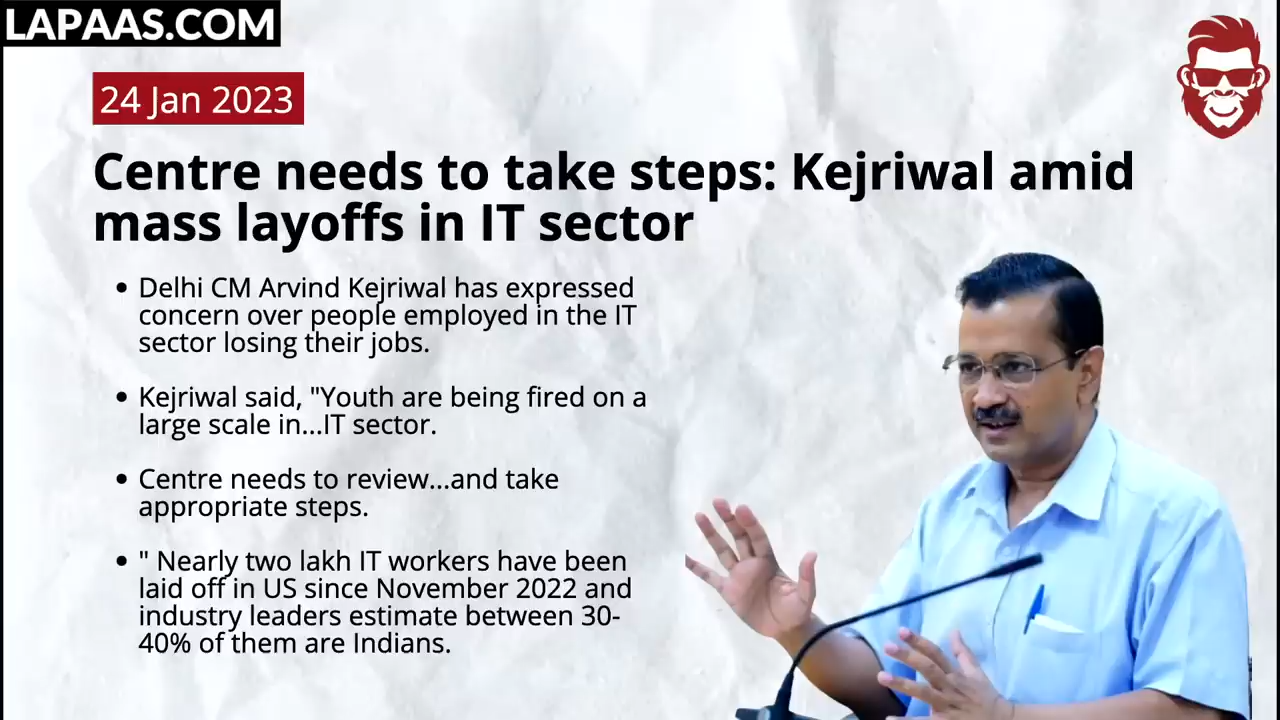 LAPAAS.COM
24 Jan 2023
Centre needs to take steps: Kejriwal amid
mass layoffs in IT sector
• Delhi CM Arvind Kejriwal has expressed
concern over people employed in the IT
sector losing their jobs.
• Kejriwal said, "Youth are being fired on a
large scale in...IT sector.
• Centre needs to review...and take
appropriate steps.
• " Nearly two lakh IT workers have been
laid off in US since November 2022 and
industry leaders estimate between 30-
40% of them are Indians.